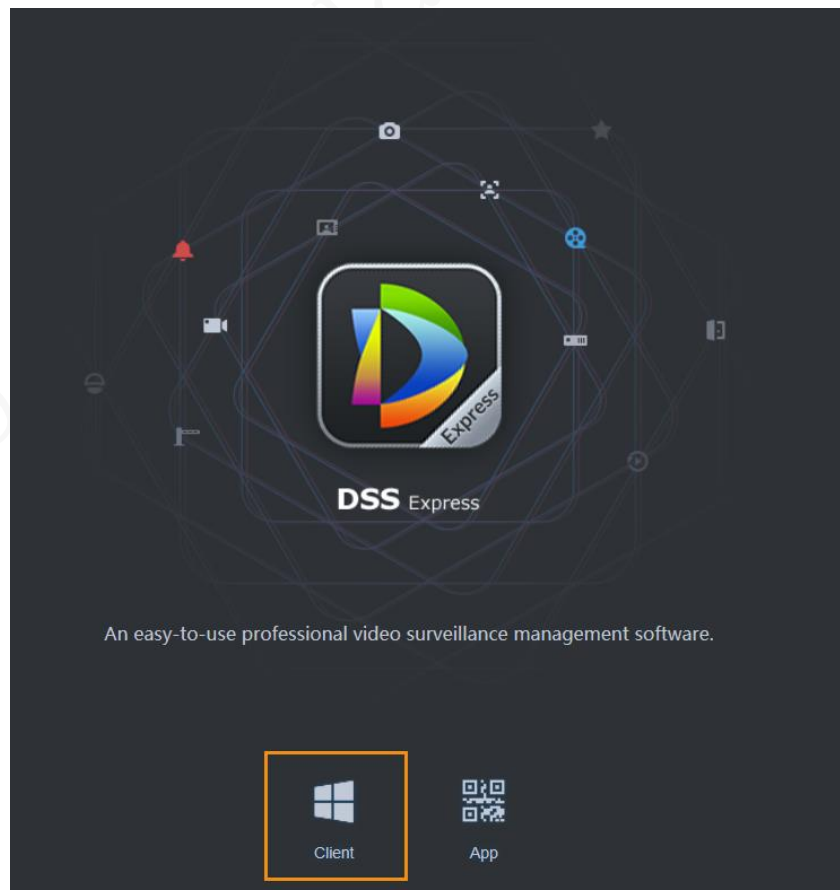 Express
DSS Express
An easy-to-use professional video surveillance management software.
Client
App